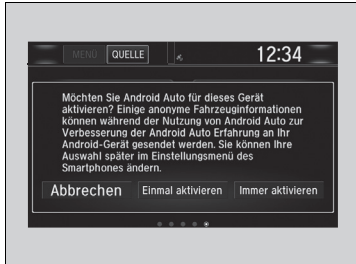 MENÜ QUELLE 12:34
Möchten Sie Android Auto für dieses Gerät
aktivieren? Einige anonyme Fahrzeuginformationen
können während der Nutzung von Android Auto zur
Verbesserung der Android Auto Erfahrung an Ihr
Android-Gerät gesendet werden. Sie können Ihre
Auswahl später im Einstellungsmenü des
Smartphones ändern.
Abbrechen Einmal aktivieren Immer aktivieren